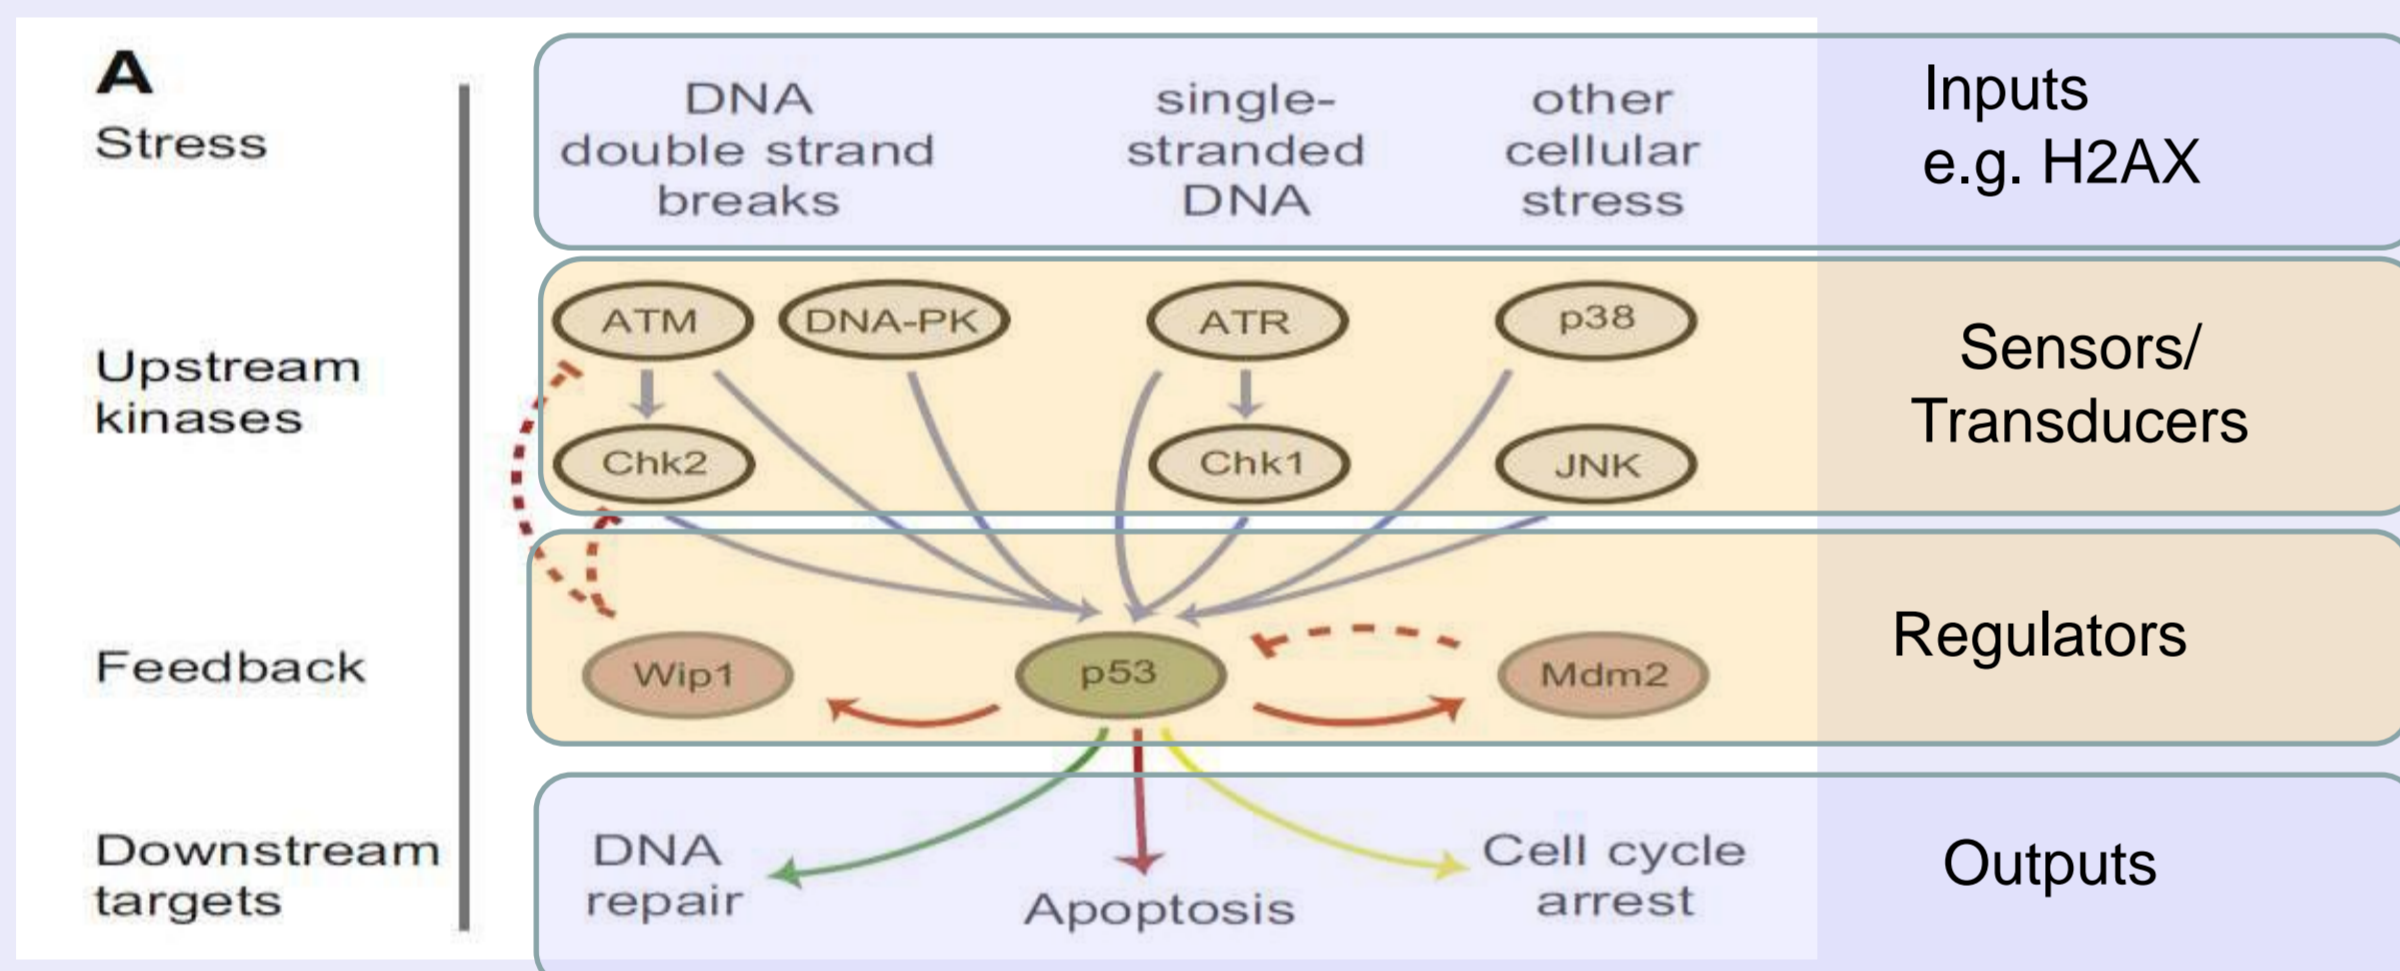 A
Stress
DNA
double strand
breaks
single-
stranded
DNA
other
cellular
stress
Inputs
e.g. H2AX
Upstream
kinases
ATM
DNA-PK
ATR
p38
Chk2
Chk1
JNK
Sensors/
Transducers
Feedback
Wip1
p53
Mdm2
Regulators
Downstream
targets
DNA
repair
Apoptosis
Cell cycle
arrest
Outputs